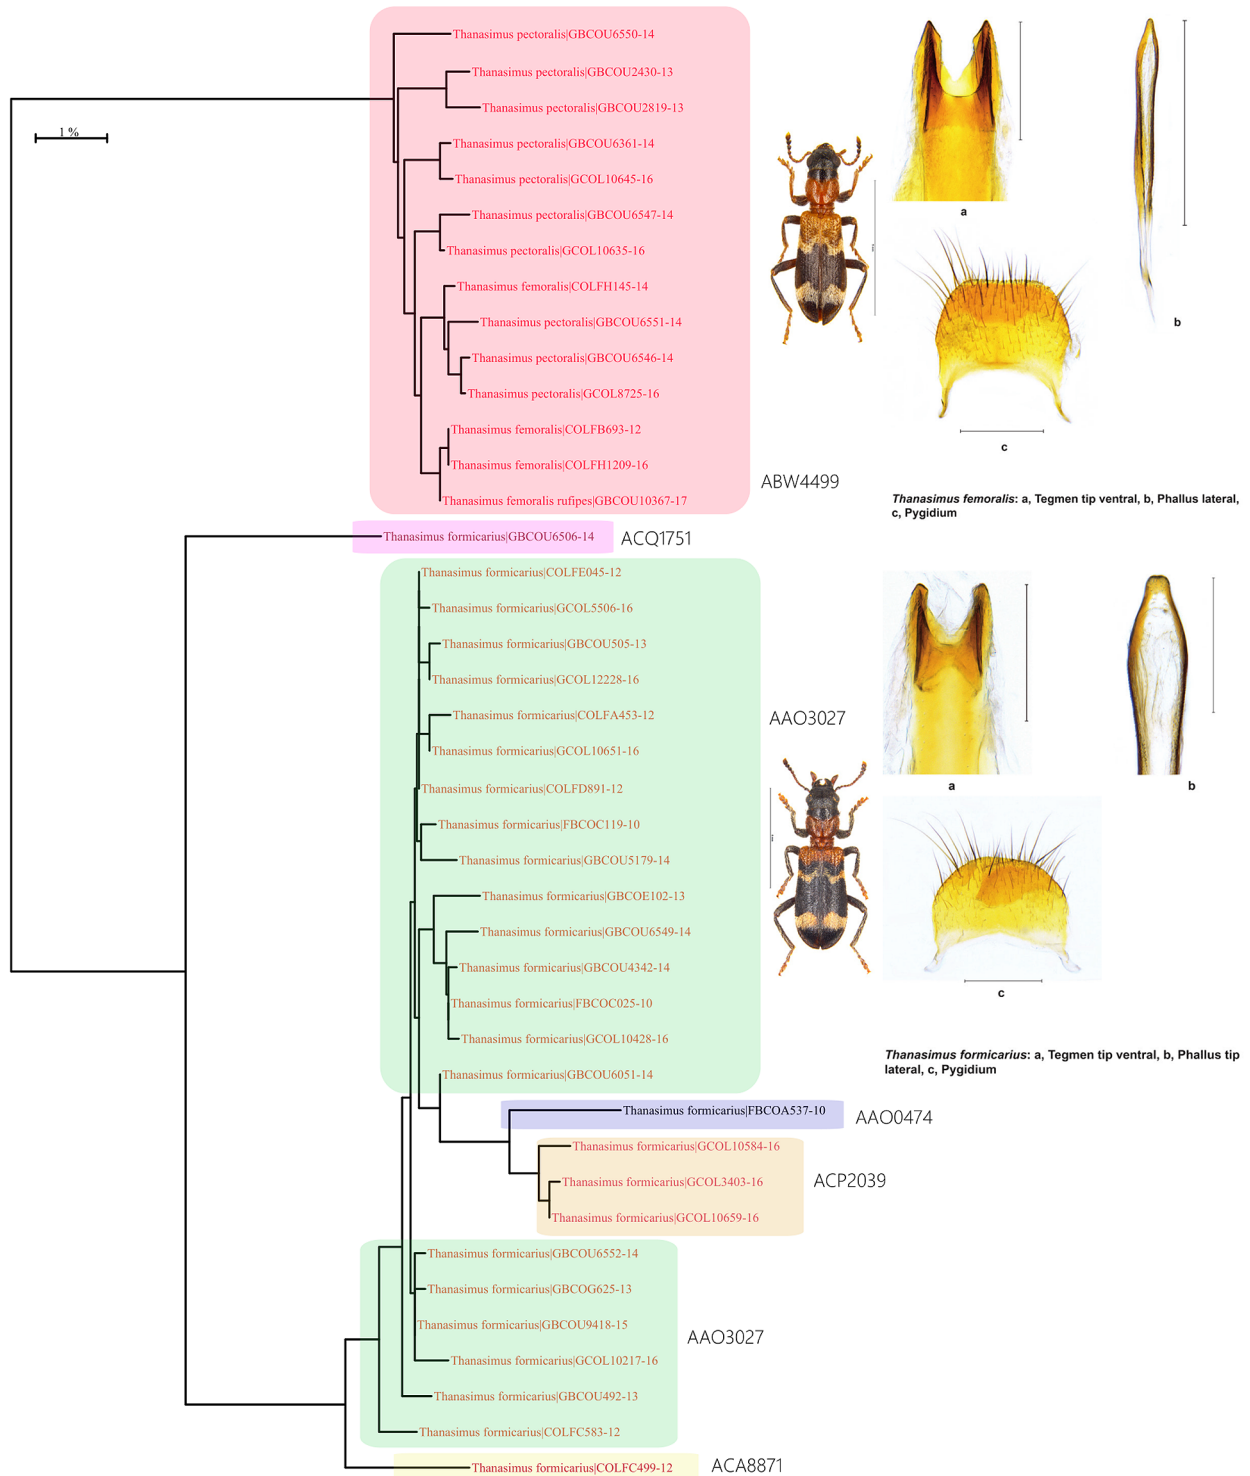 Thanasimus pectoralis|GBCOU6550-14
Thanasimus pectoralis|GBCOU2430-13
Thanasimus pectoralis|GBCOU2819-13
1 %
Thanasimus pectoralis|GBCOU6361-14
Thanasimus pectoralis|GCOL10645-16
Thanasimus pectoralis|GBCOU6547-14
Thanasimus pectoralis|GCOL10635-16
Thanasimus femoralis|COLFH145-14
Thanasimus pectoralis|GBCOU6551-14
Thanasimus pectoralis|GBCOU6546-14
Thanasimus pectoralis|GCOL8725-16
Thanasimus femoralis|COLFB693-12
Thanasimus femoralis|COLFH1209-16
Thanasimus femoralis rufipes|GBCOU10367-17
ABW4499
a
b
c
Thanasimus femoralis: a, Tegmen tip ventral, b, Phallus lateral,
c, Pygidium
Thanasimus formicarius|GBCOU6506-14
ACQ1751
Thanasimus formicarius|COLFE045-12
Thanasimus formicarius|GCOL5506-16
Thanasimus formicarius|GBCOU505-13
Thanasimus formicarius|GCOL12228-16
Thanasimus formicarius|COLFA453-12
Thanasimus formicarius|GCOL10651-16
Thanasimus formicarius|COLFD891-12
Thanasimus formicarius|FBCOC119-10
Thanasimus formicarius|GBCOU5179-14
Thanasimus formicarius|GBCOE102-13
Thanasimus formicarius|GBCOU6549-14
Thanasimus formicarius|GBCOU4342-14
Thanasimus formicarius|FBCOC025-10
Thanasimus formicarius|GCOL10428-16
Thanasimus formicarius|GBCOU6051-14
AAO3027
a
b
c
Thanasimus formicarius: a, Tegmen tip ventral, b, Phallus tip
lateral, c, Pygidium
Thanasimus formicarius|FBCOA537-10
AAO0474
Thanasimus formicarius|GCOL10584-16
Thanasimus formicarius|GCOL3403-16
Thanasimus formicarius|GCOL10659-16
ACP2039
Thanasimus formicarius|GBCOU6552-14
Thanasimus formicarius|GBCOG625-13
Thanasimus formicarius|GBCOU9418-15
Thanasimus formicarius|GCOL10217-16
Thanasimus formicarius|GBCOU492-13
Thanasimus formicarius|COLFC583-12
AAO3027
Thanasimus formicarius|COLFC499-12
ACA8871